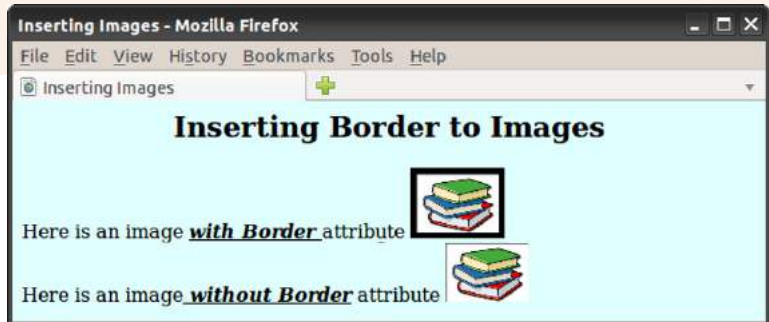 Inserting Images - Mozilla Firefox
File Edit View History Bookmarks Tools Help
Inserting Images
Inserting Border to Images
Here is an image with Border attribute
Here is an image without Border attribute